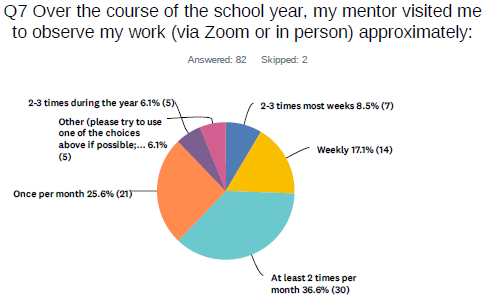 Q7 Over the course of the school year, my mentor visited me
to observe my work (via Zoom or in person) approximately:
Answered: 82 Skipped: 2
2-3 times during the year 6.1% (5)
Other (please try to use
one of the choices
above if possible;... 6.1%
(5)
2-3 times most weeks 8.5% (7)
Weekly 17.1% (14)
Once per month 25.6% (21)
At least 2 times per
month 36.6% (30)